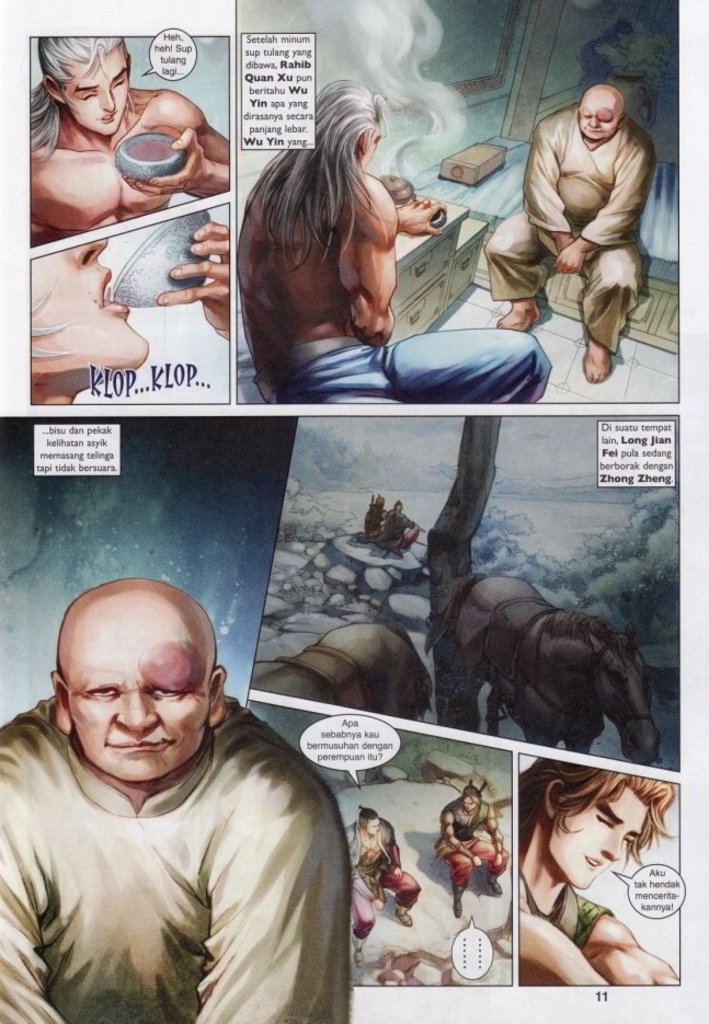 Heh,
heh! Sup
tulang
lagi...
KLOP...KLOP...
Setelah minum
sup tulang yang
dibawa, Rahib
Quan Xu pun
beritahu Wu
Yin apa yang
dirasanya secara
panjang lebar.
Wu Yin yang...
...bisu dan pekak
kelihatan asyik
memasang telinga
tapi tidak bersuara.
Di suatu tempat
lain, Long Jian
Fei pula sedang
berborak dengan
Zhong Zheng.
Apa
sebabnya kau
bermusuhan dengan
perempuan itu?
Aku
tak hendak
mencerita-
kannya!
11